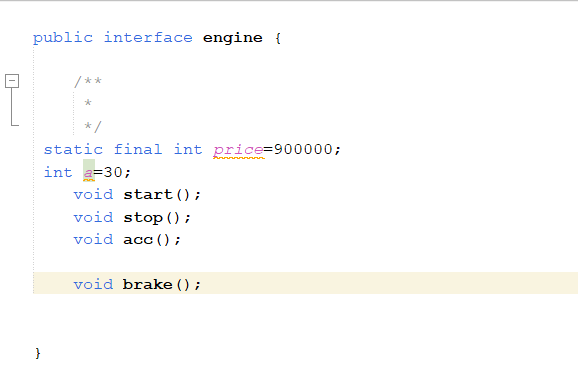 public interface engine {
/**
*
*/
static final int price=900000;
int a=30;
void start();
void stop();
void acc();
void brake();
}